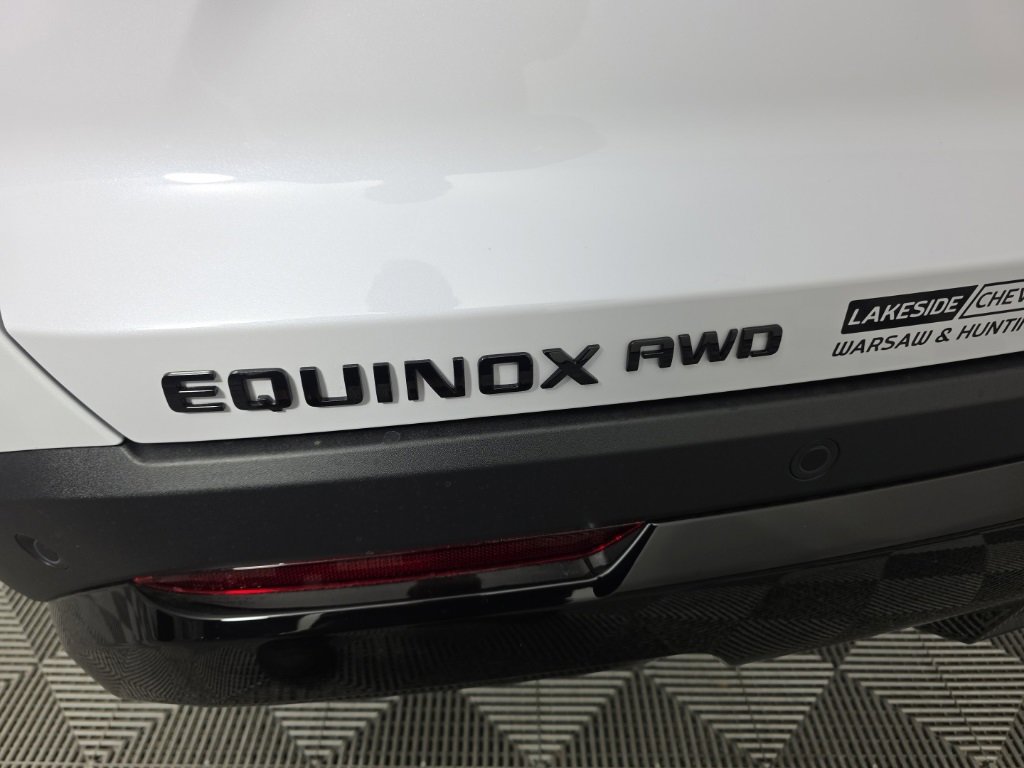 EQUINOX AWD
LAKESIDE
WARSAW &